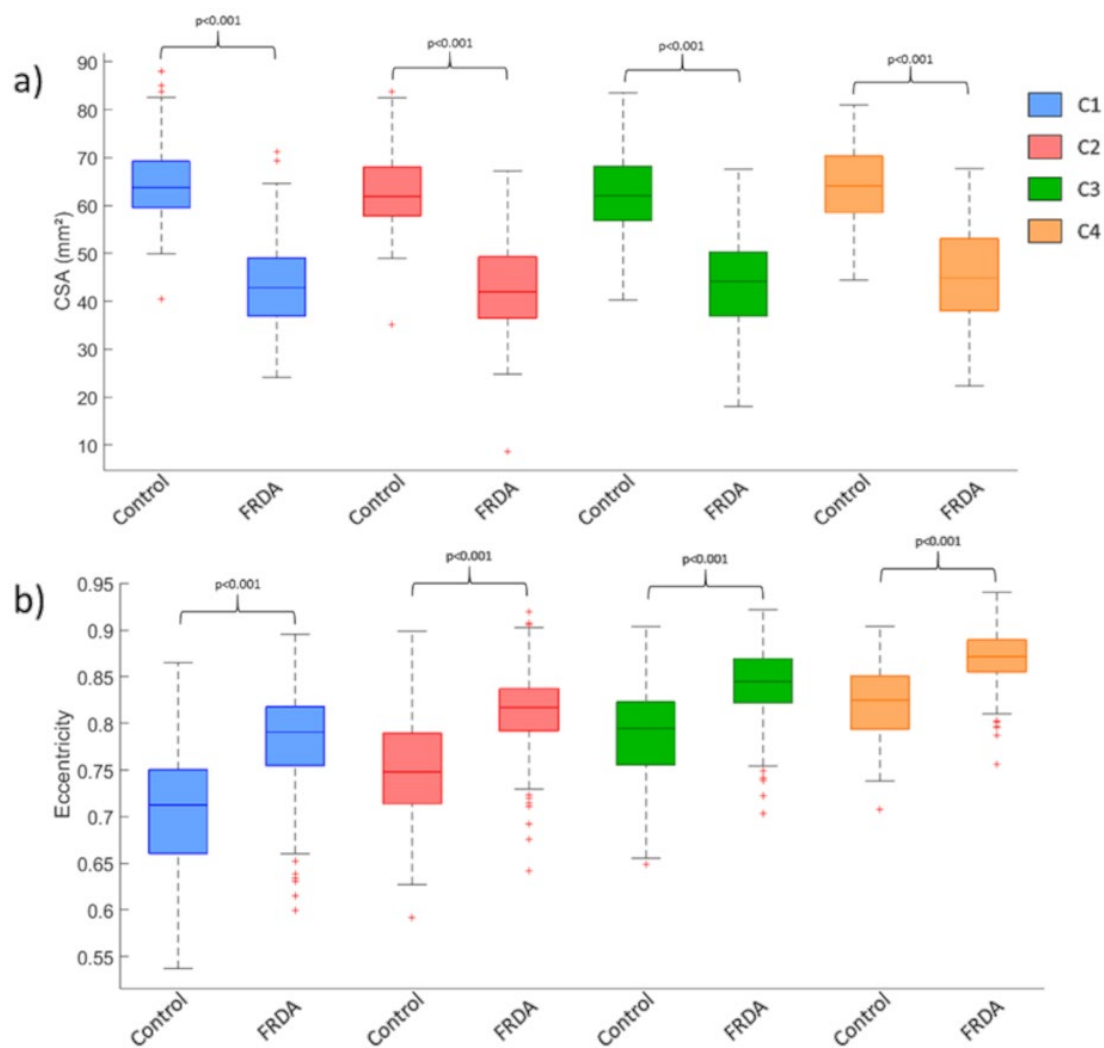 a)
p<0.001
p<0.001
p<0.001
p<0.001
CSA (mm²)
90
80
70
60
50
40
30
20
10
Control
FRDA
Control
FRDA
Control
FRDA
Control
FRDA
C1
C2
C3
C4
b)
p<0.001
p<0.001
p<0.001
p<0.001
Eccentricity
0.95
0.9
0.85
0.8
0.75
0.7
0.65
0.6
0.55
Control
FRDA
Control
FRDA
Control
FRDA
Control
FRDA